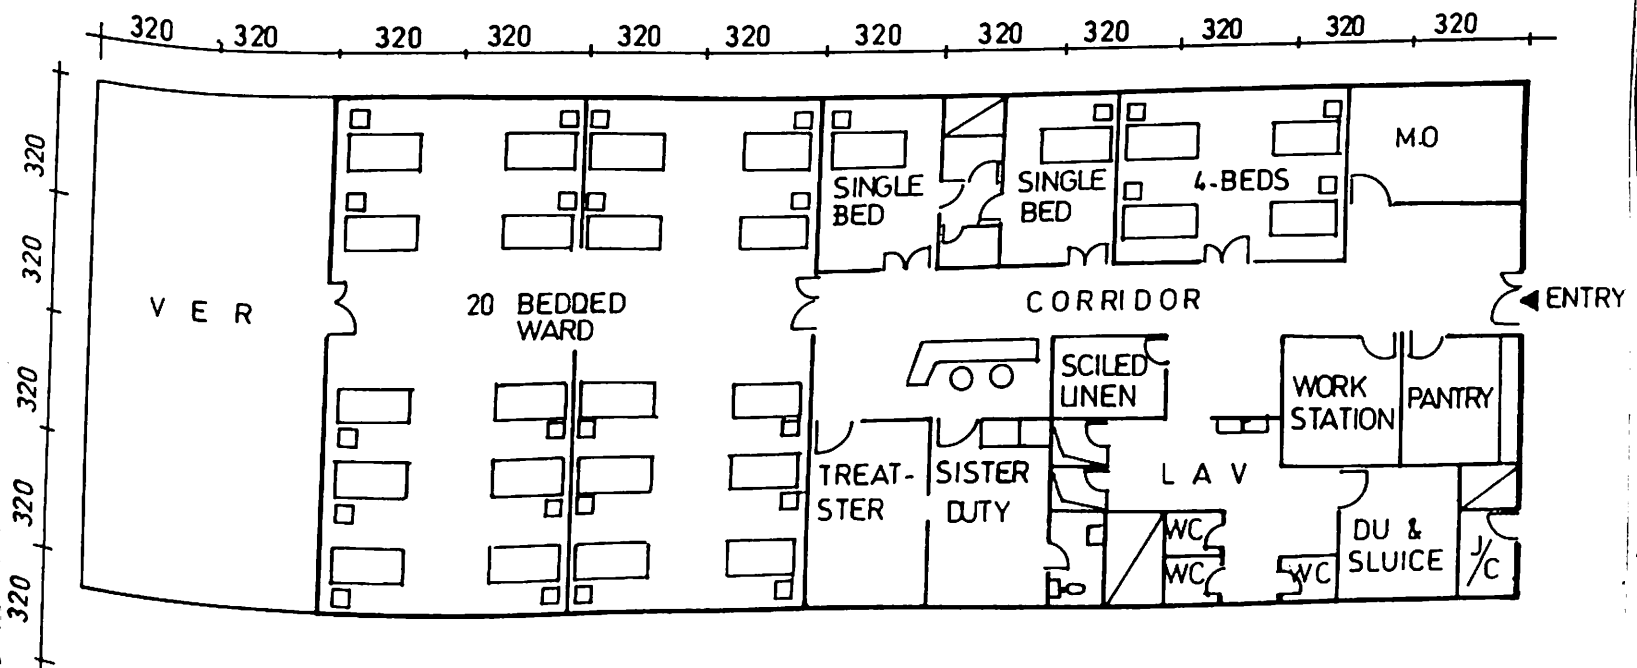 320 320 320 320 320 320 320 320 320 320 320 320
320
320
320
320
320
M.O
SINGLE
BED
SINGLE
BED
4-BEDS
VER
20 BEDDED
WARD
CORRIDOR
ENTRY
SCILED
LINEN
WORK
STATION
PANTRY
TREAT-
STER
SISTER
DUTY
LAV
WC
WC
WC
DU &
SLUICE
J/C